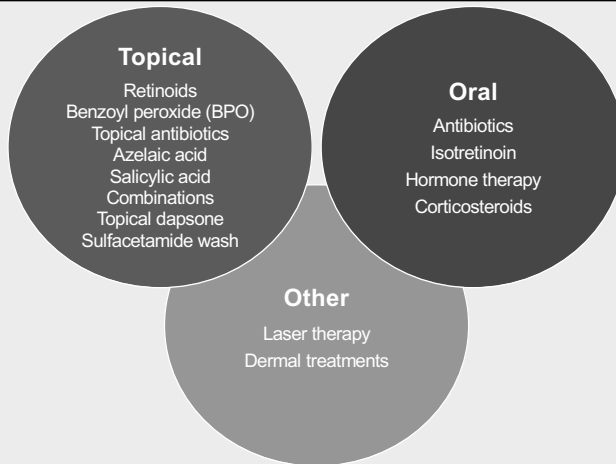 Topical
Retinoids
Benzoyl peroxide (BPO)
Topical antibiotics
Azelaic acid
Salicylic acid
Combinations
Topical dapsone
Sulfacetamide wash
Oral
Antibiotics
Isotretinoin
Hormone therapy
Corticosteroids
Other
Laser therapy
Dermal treatments